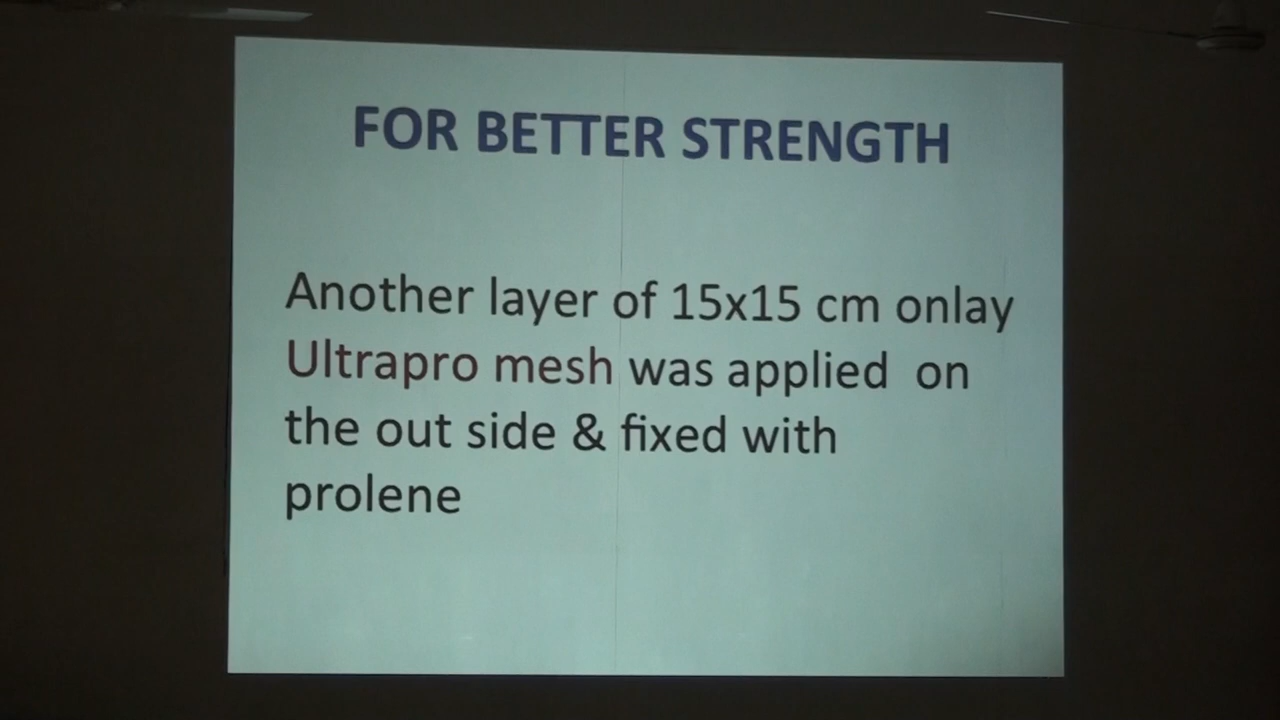 FOR BETTER STRENGTH
Another layer of 15x15 cm onlay
Ultrapro mesh was applied  on
the out side & fixed with
prolene